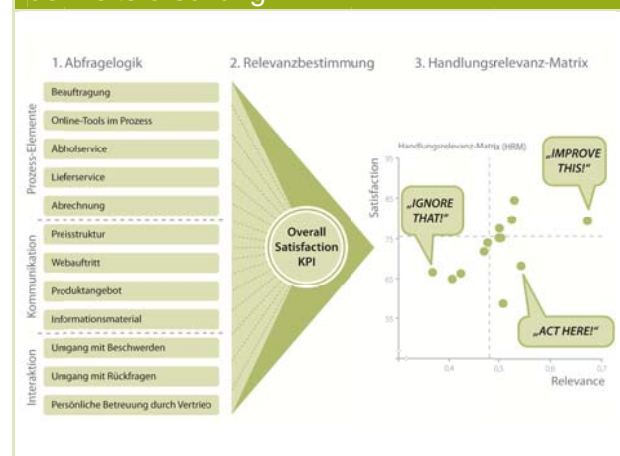 1. Abfragelogik
2. Relevanzbestimmung
3. Handlungsrelevanz-Matrix
Prozess-Elemente
Beauftragung
Online-Tools im Prozess
Abholservice
Lieferservice
Abrechnung
Kommunikation
Preisstruktur
Webauftritt
Produktangebot
Informationsmaterial
Interaktion
Umgang mit Beschwerden
Umgang mit Rückfragen
Persönliche Betreuung durch Vertrieb
Overall
Satisfaction
KPI
Handlungsrelevanz-Matrix (HRM)
Satisfaction
95
85
75
65
55
„IGNORE
THAT!“
„IMPROVE
THIS!“
„ACT HERE!“
0,4
0,5
0,6
0,7
Relevance